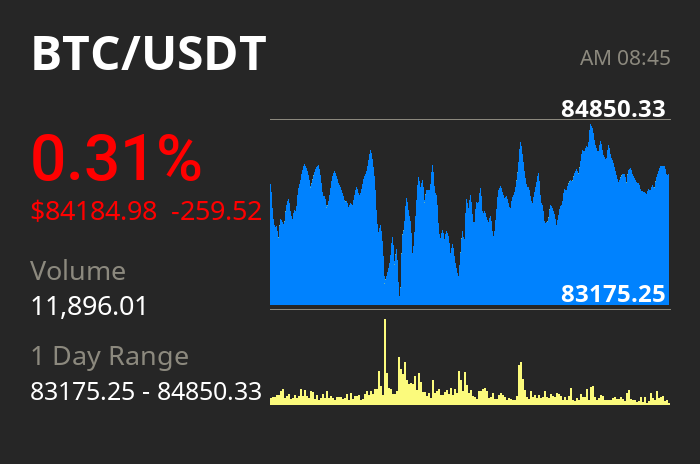 BTC/USDT
AM 08:45
84850.33
0.31%
$84184.98 -259.52
Volume
11,896.01
83175.25
1 Day Range
83175.25 - 84850.33